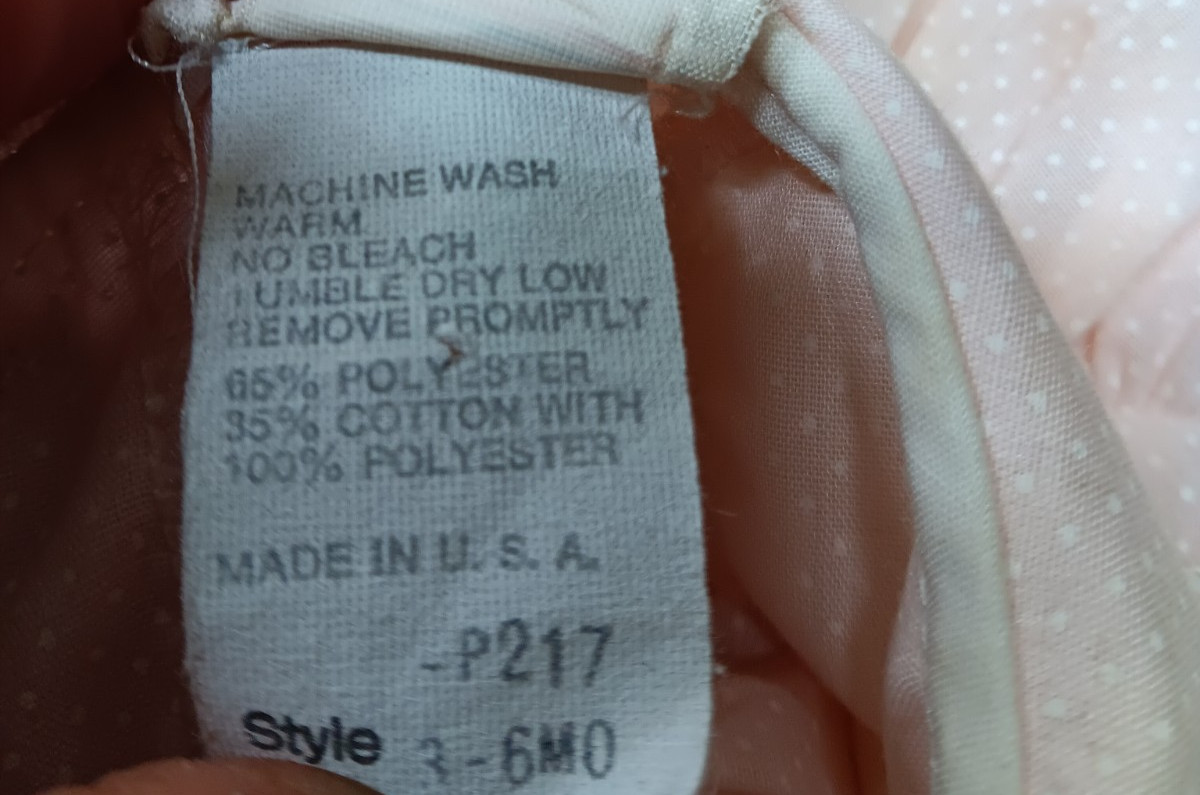 MACHINE WASH
WARM
NO BLEACH
TUMBLE DRY LOW
REMOVE PROMPTLY
65% POLYESTER
35% COTTON WITH
100% POLYESTER
MADE IN U. S. A.
-P217
Style 3-6MO